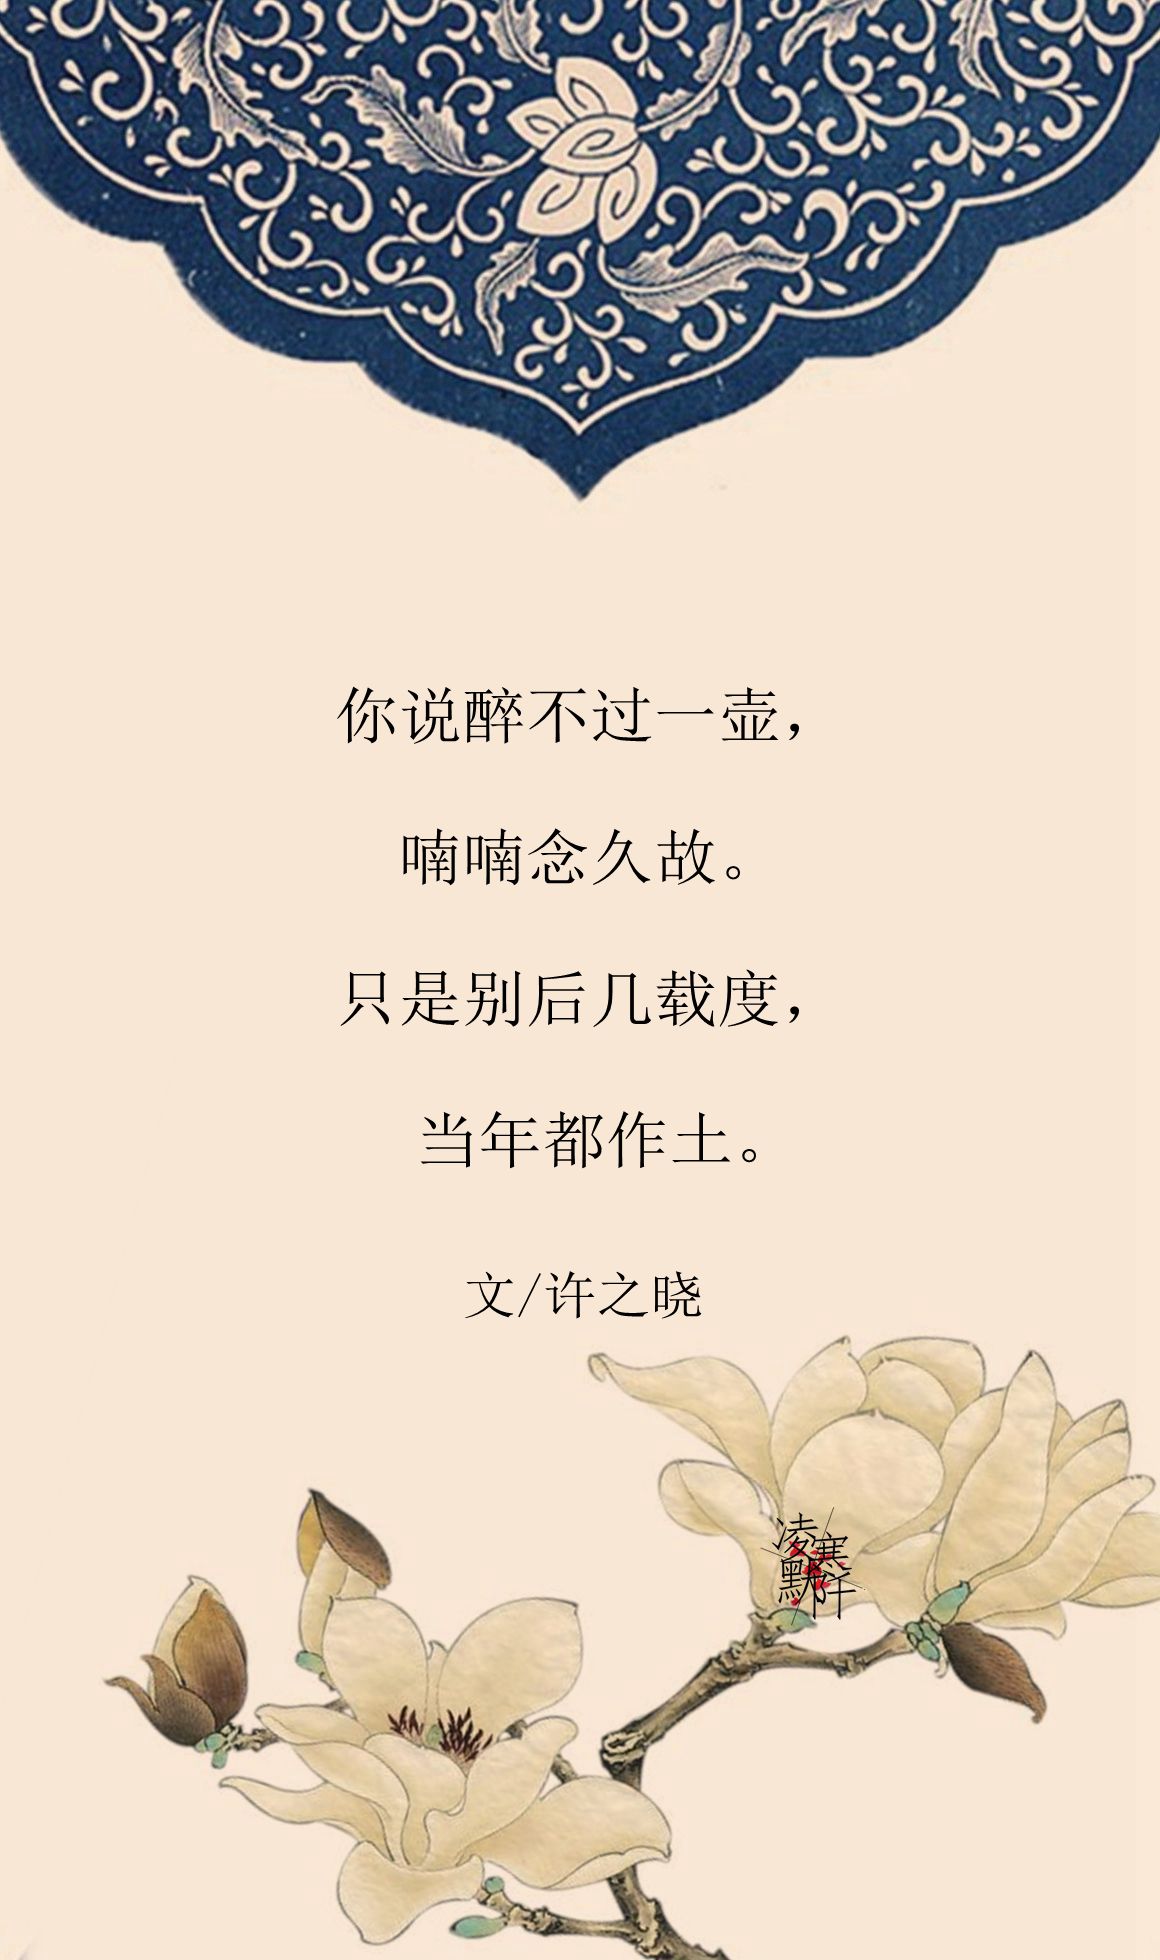 你说醉不过一壶，
喃喃念久故。
只是别后几载度，
当年都作土。
文/许之晓
凌寒
默阡